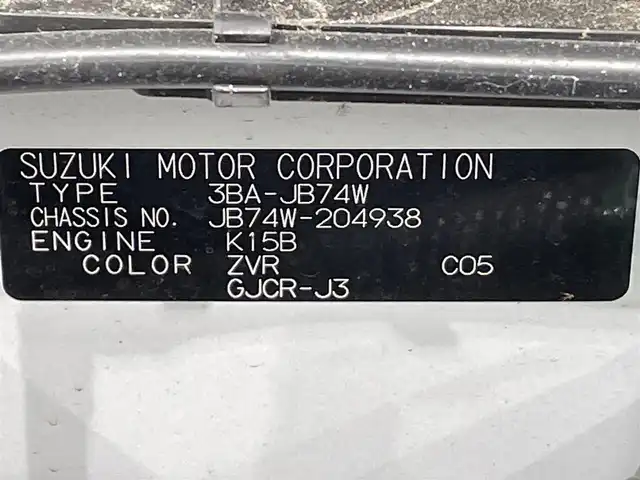 SUZUKI MOTOR CORPORATION
TYPE 3BA-JB74W
CHASSIS NO. JB74W-204938
ENGINE K15B
COLOR ZVR C05
GJCR-J3